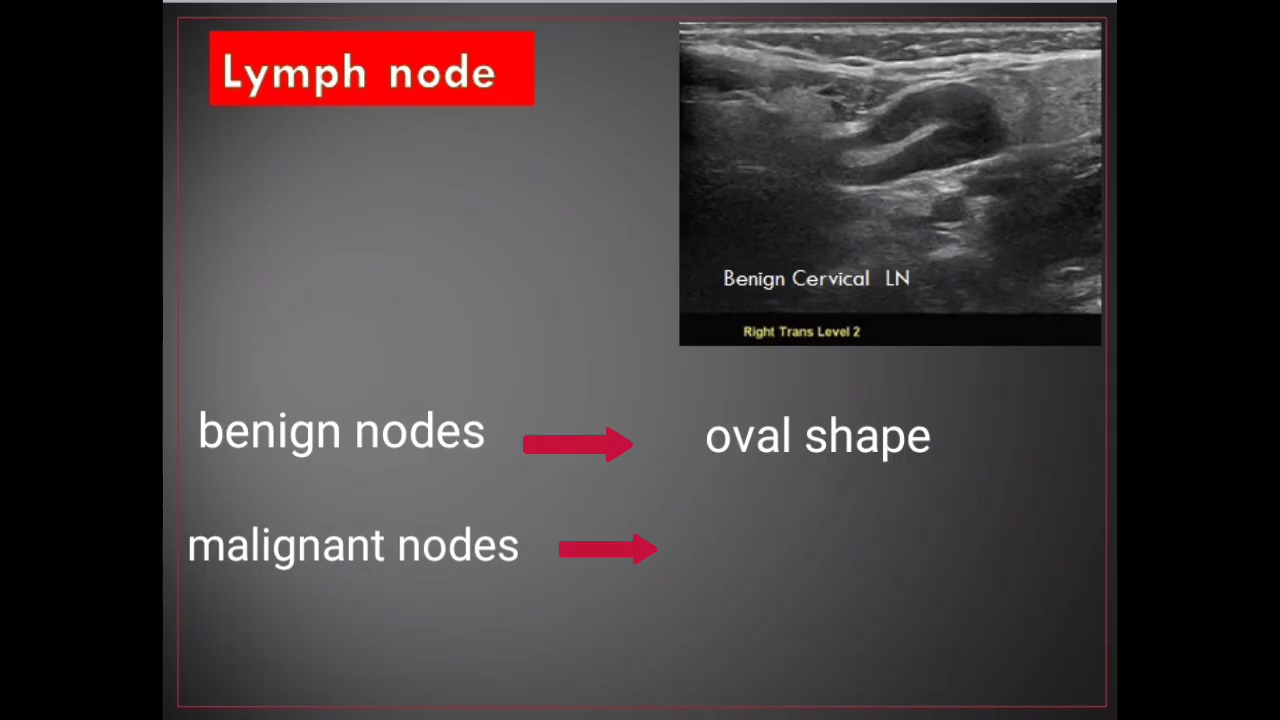 Lymph node
Benign Cervical LN
Right Trans Level 2
benign nodes
oval shape
malignant nodes